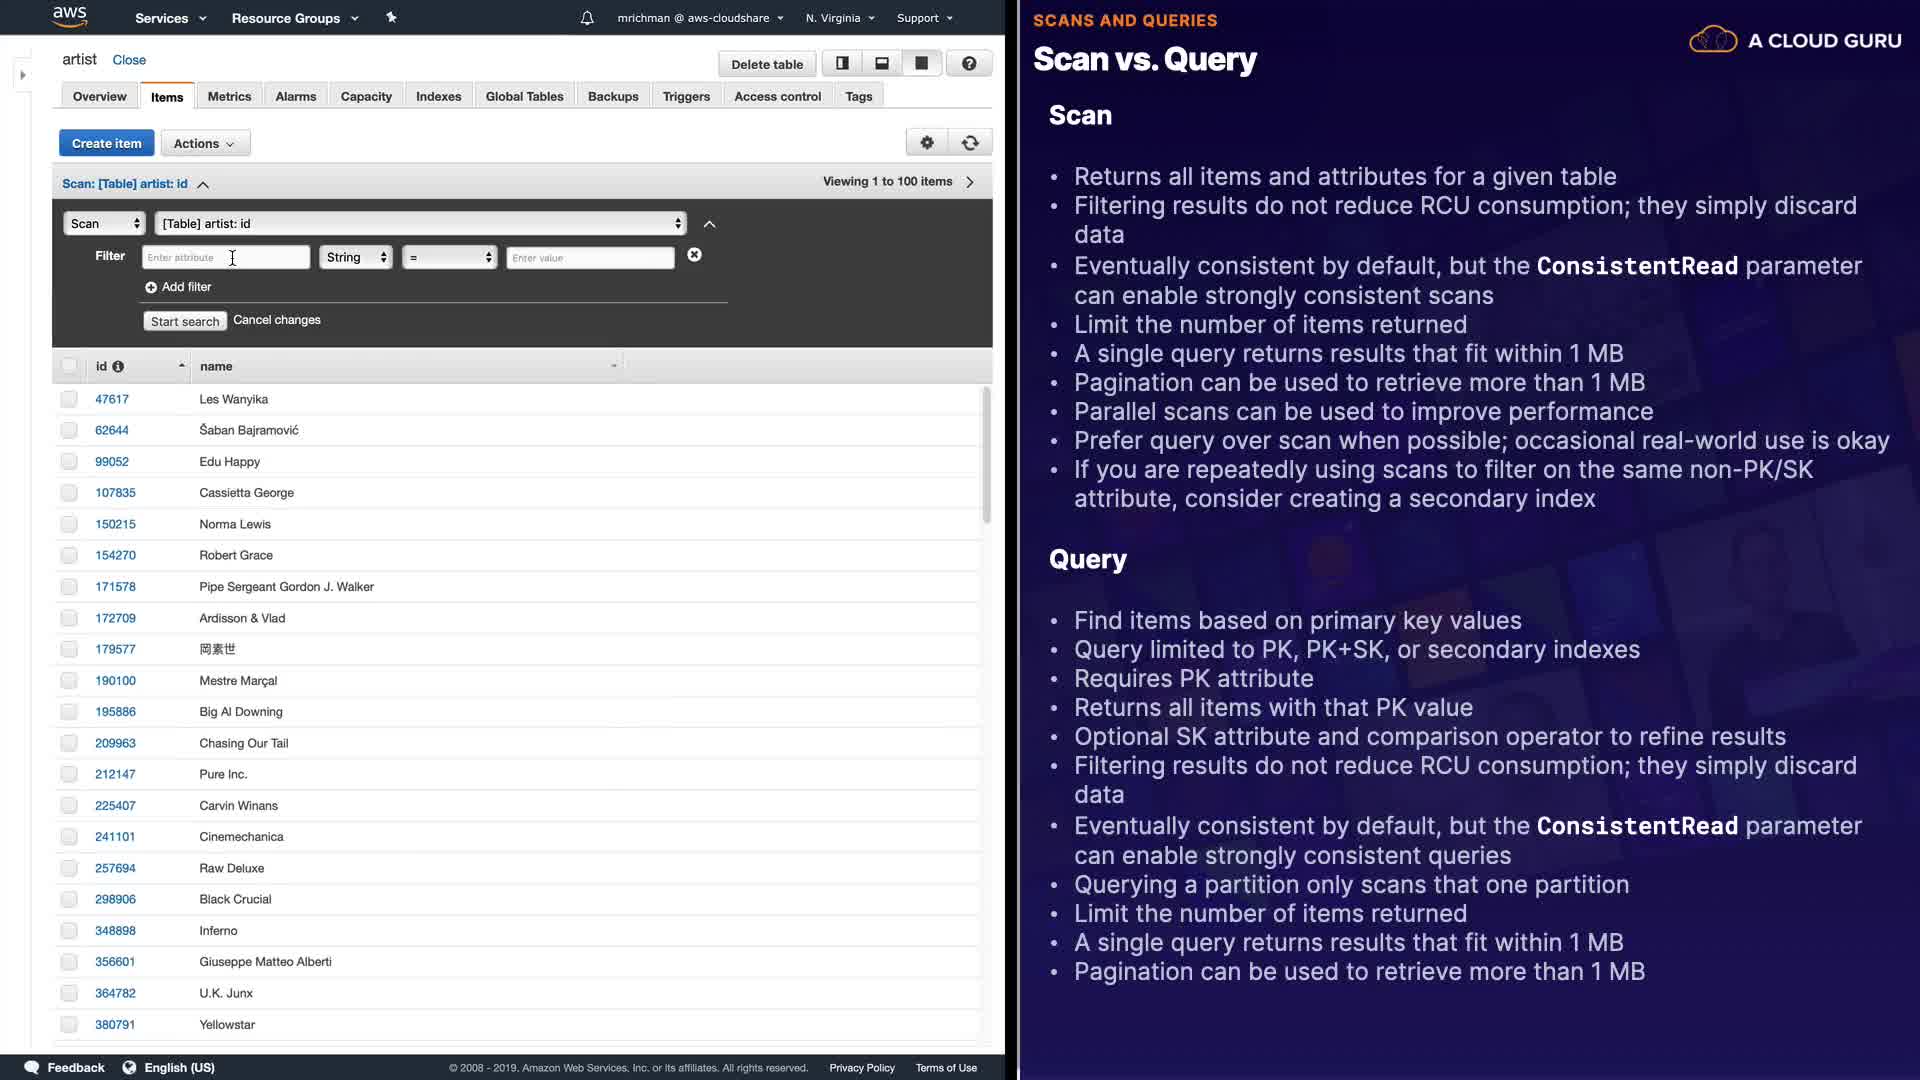 aws Services Resource Groups mrichman @ aws-cloudshare N. Virginia Support
artist Close
Delete table
Overview Items Metrics Alarms Capacity Indexes Global Tables Backups Triggers Access control Tags
Create item Actions
Scan: [Table] artist: id Viewing 1 to 100 items
Scan [Table] artist: id
Filter Enter attribute String = Enter value
Add filter
Start search Cancel changes
id name
47617 Les Wanyika
62644 Šaban Bajramović
99052 Edu Happy
107835 Cassietta George
150215 Norma Lewis
154270 Robert Grace
171578 Pipe Sergeant Gordon J. Walker
172709 Ardisson & Vlad
179577 岡素世
190100 Mestre Marçal
195886 Big Al Downing
209963 Chasing Our Tail
212147 Pure Inc.
225407 Carvin Winans
241101 Cinemechanica
257694 Raw Deluxe
298906 Black Crucial
348898 Inferno
356601 Giuseppe Matteo Alberti
364782 U.K. Junx
380791 Yellowstar
Feedback English (US) © 2008 - 2019, Amazon Web Services, Inc. or its affiliates. All rights reserved. Privacy Policy Terms of Use
SCANS AND QUERIES
Scan vs. Query
A CLOUD GURU
Scan
• Returns all items and attributes for a given table
• Filtering results do not reduce RCU consumption; they simply discard
data
• Eventually consistent by default, but the ConsistentRead parameter
can enable strongly consistent scans
• Limit the number of items returned
• A single query returns results that fit within 1 MB
• Pagination can be used to retrieve more than 1 MB
• Parallel scans can be used to improve performance
• Prefer query over scan when possible; occasional real-world use is okay
• If you are repeatedly using scans to filter on the same non-PK/SK
attribute, consider creating a secondary index
Query
• Find items based on primary key values
• Query limited to PK, PK+SK, or secondary indexes
• Requires PK attribute
• Returns all items with that PK value
• Optional SK attribute and comparison operator to refine results
• Filtering results do not reduce RCU consumption; they simply discard
data
• Eventually consistent by default, but the ConsistentRead parameter
can enable strongly consistent queries
• Querying a partition only scans that one partition
• Limit the number of items returned
• A single query returns results that fit within 1 MB
• Pagination can be used to retrieve more than 1 MB